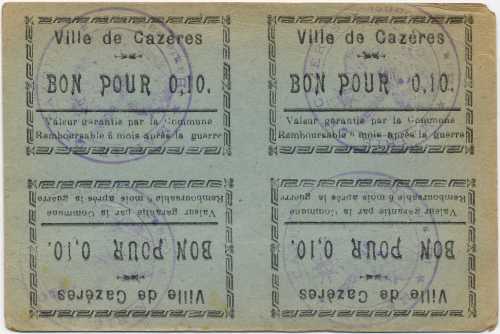 Ville de Cazères
BON POUR 0,10.
Valeur garantie par la Commune
Remboursable 6 mois après la guerre
Ville de Cazères
BON POUR 0,10.
Valeur garantie par la Commune
Remboursable 6 mois après la guerre
Ville de Cazères
BON POUR 0,10.
Valeur garantie par la Commune
Remboursable 6 mois après la guerre
Ville de Cazères
BON POUR 0,10.
Valeur garantie par la Commune
Remboursable 6 mois après la guerre